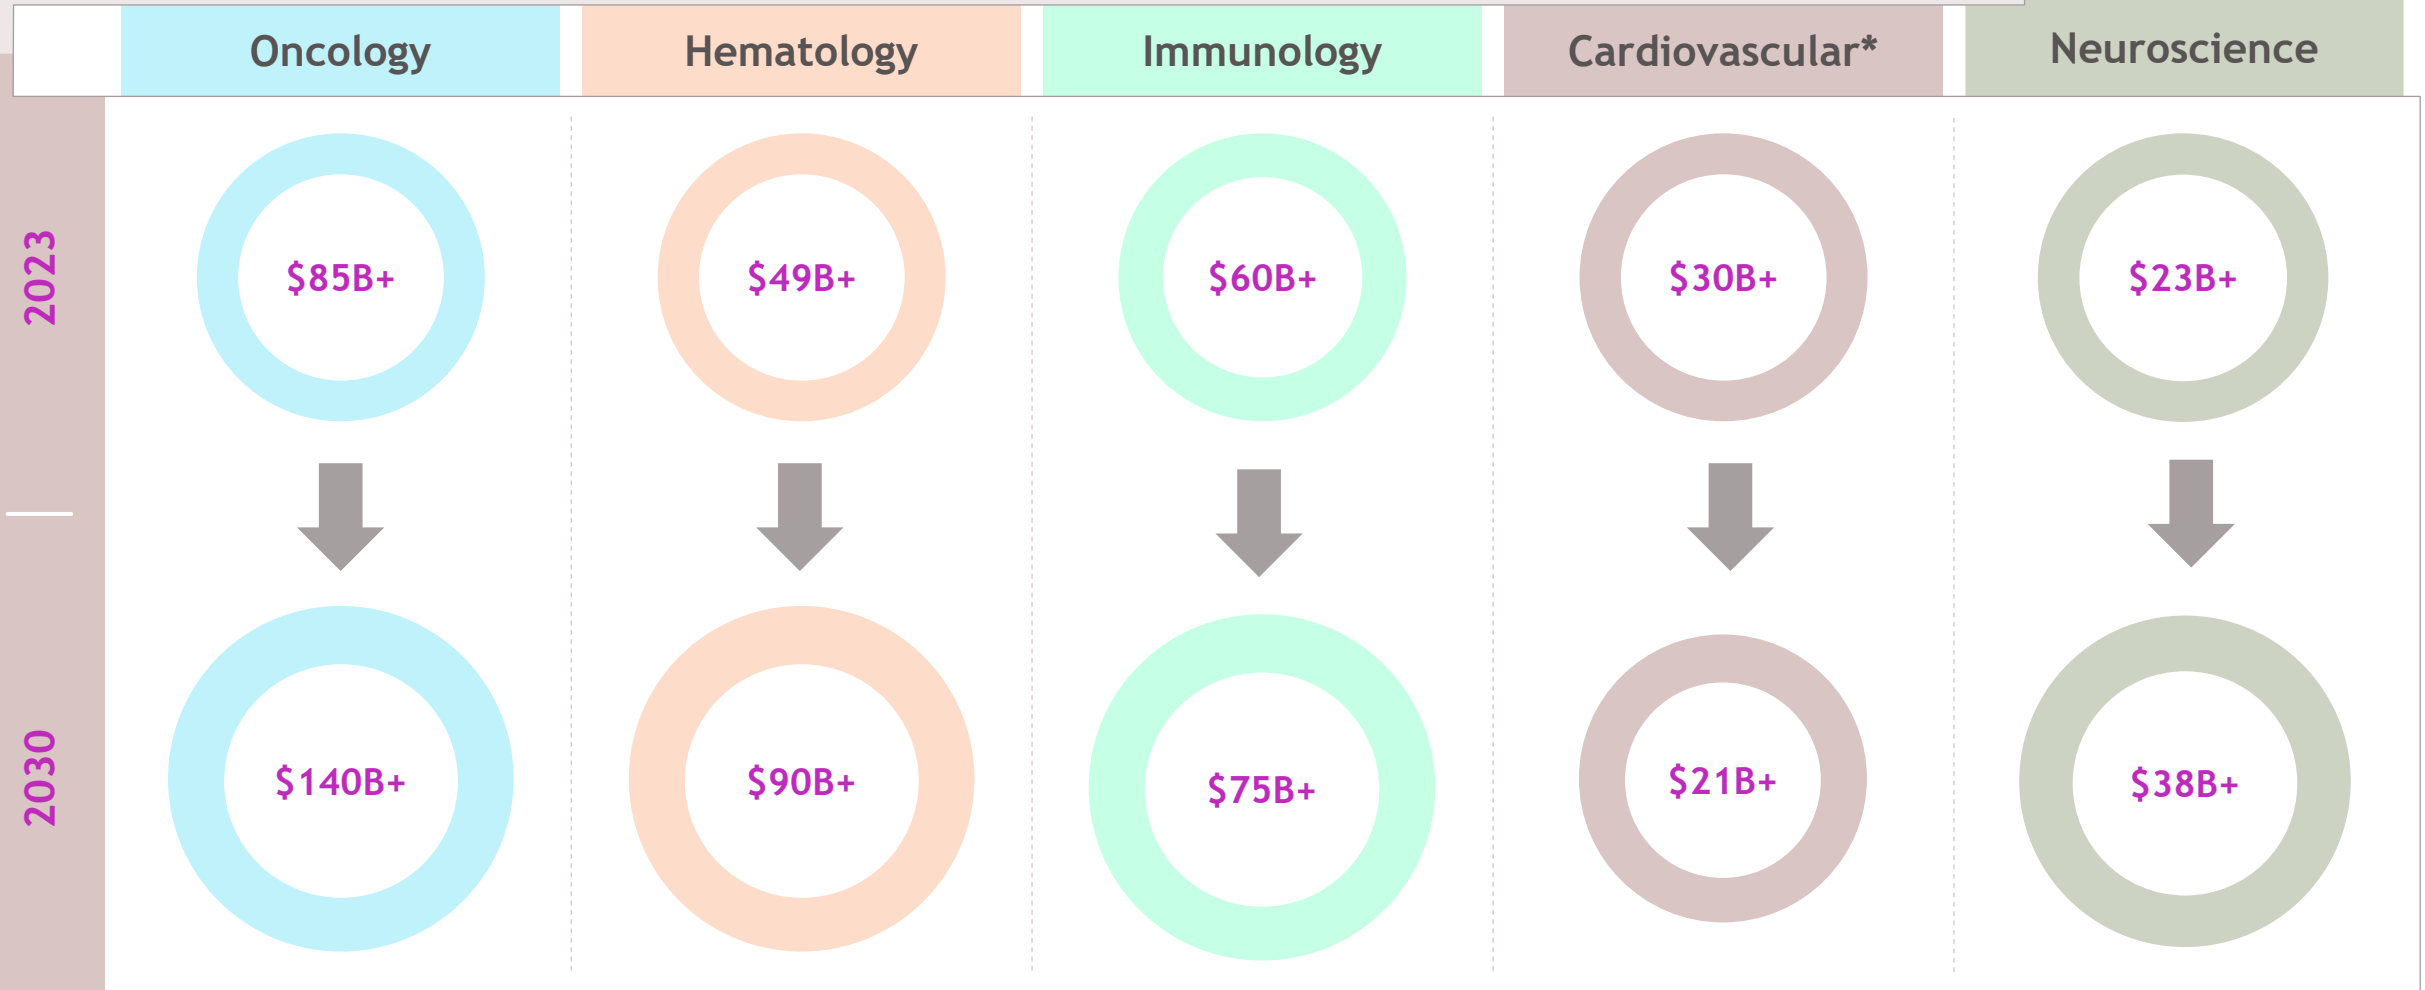 Oncology Hematology Immunology Cardiovascular* Neuroscience
2023
$85B+ $49B+ $60B+ $30B+ $23B+
2030
$140B+ $90B+ $75B+ $21B+ $38B+